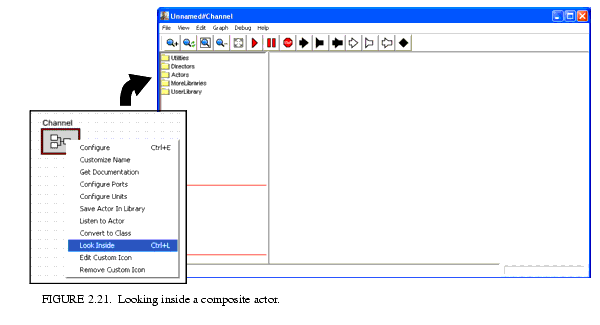 Unnamed#Channel
File View Edit Graph Debug Help
STOP
Utilities
Directors
Actors
MoreLibraries
UserLibrary
Channel
Configure Ctrl+E
Customize Name
Get Documentation
Configure Ports
Configure Units
Save Actor In Library
Listen to Actor
Convert to Class
Look Inside Ctrl+L
Edit Custom Icon
Remove Custom Icon
FIGURE 2.21. Looking inside a composite actor.